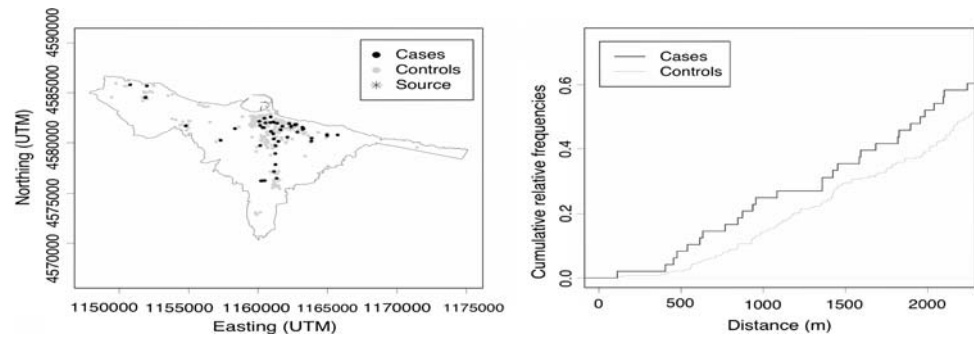 4590000
4585000
4580000
4575000
4570000
Northing (UTM)
Cases
Controls
Source
1150000 1155000 1160000 1165000 1170000 1175000
Easting (UTM)
0.6
0.4
0.2
0.0
Cumulative relative frequencies
Cases
Controls
0 500 1000 1500 2000
Distance (m)